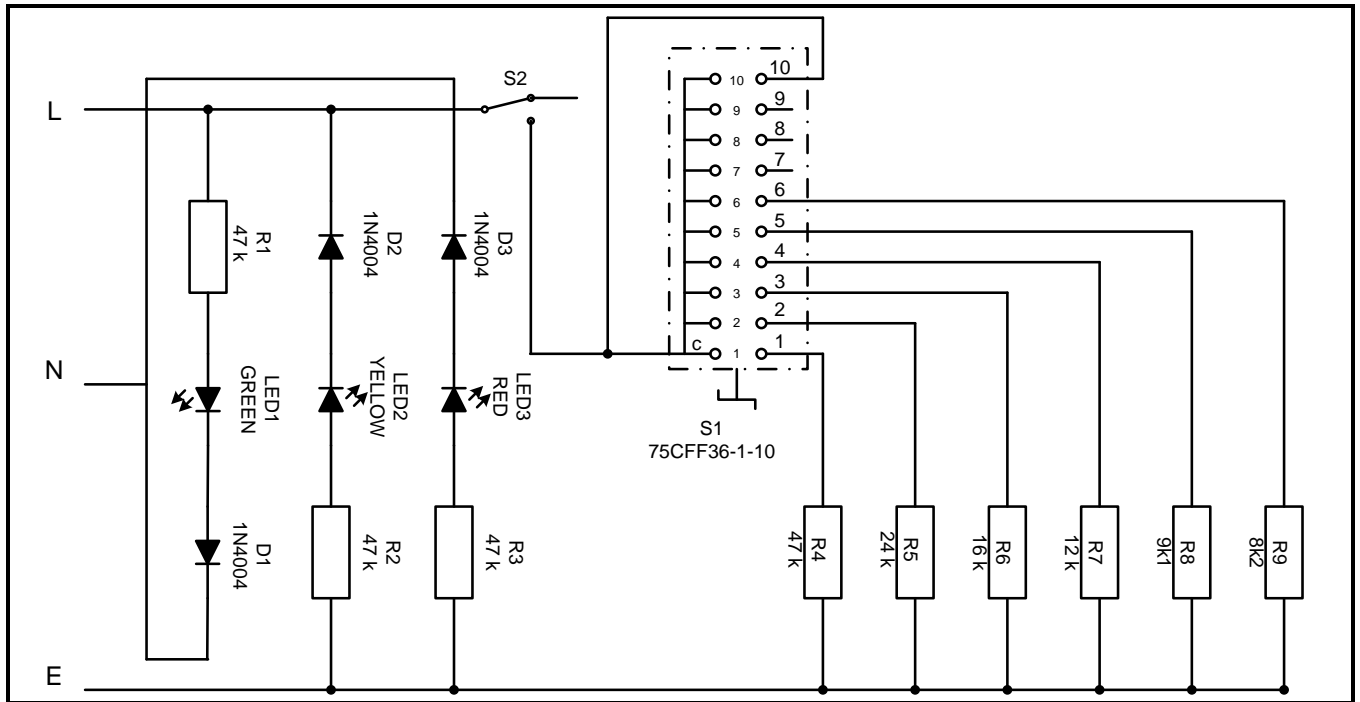 L
N
E
S2
R1
47 k
D2
1N4004
D3
1N4004
LED1
GREEN
LED2
YELLOW
LED3
RED
D1
1N4004
R2
47 k
R3
47 k
10 10
9 9
8 8
7 7
6 6
5 5
4 4
3 3
2 2
c 1 1
S1
75CFF36-1-10
R4
47 k
R5
24 k
R6
16 k
R7
12 k
R8
9k1
R9
8k2